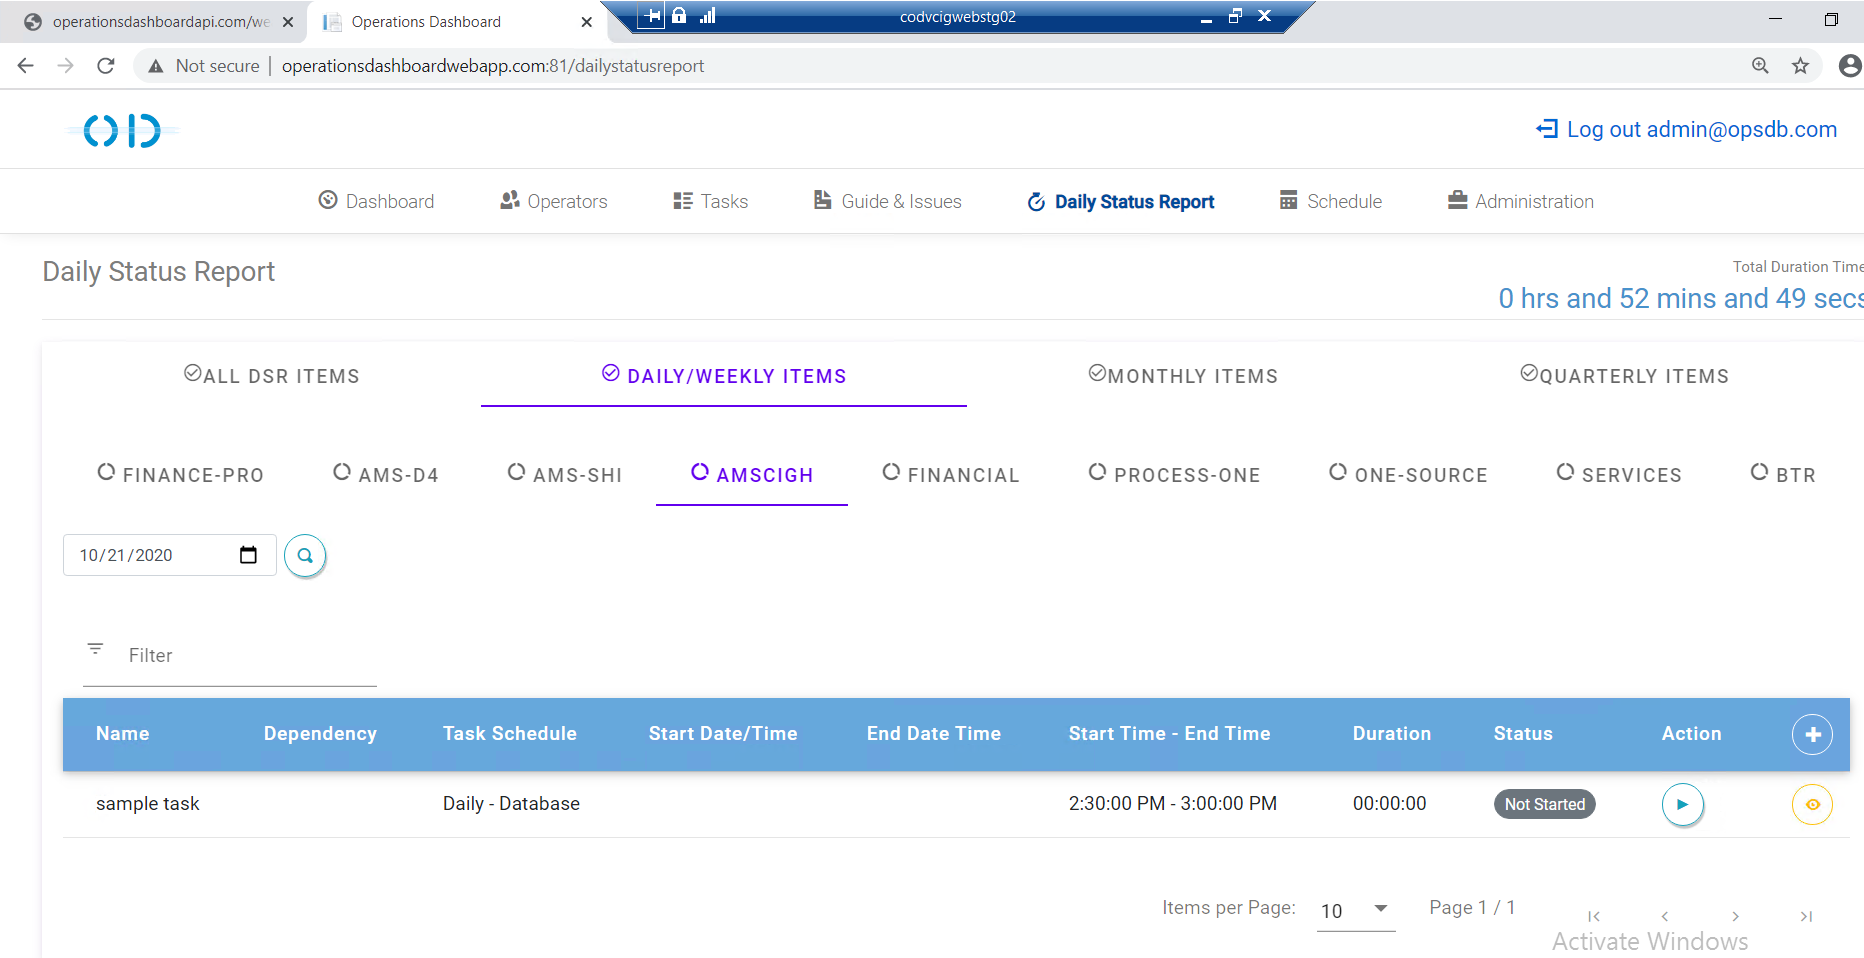 operationsdashboardapi.com/we
Operations Dashboard
codvcigwebstg02
Not secure | operationsdashboardwebapp.com:81/dailystatusreport
OD
Log out admin@opsdb.com
Dashboard Operators Tasks Guide & Issues Daily Status Report Schedule Administration
Daily Status Report
Total Duration Time
0 hrs and 52 mins and 49 secs
ALL DSR ITEMS DAILY/WEEKLY ITEMS MONTHLY ITEMS QUARTERLY ITEMS
FINANCE-PRO AMS-D4 AMS-SHI AMSCIGH FINANCIAL PROCESS-ONE ONE-SOURCE SERVICES BTR
10/21/2020
Filter
Name Dependency Task Schedule Start Date/Time End Date Time Start Time - End Time Duration Status Action
sample task Daily - Database 2:30:00 PM - 3:00:00 PM 00:00:00 Not Started
Items per Page: 10 Page 1 / 1
Activate Windows